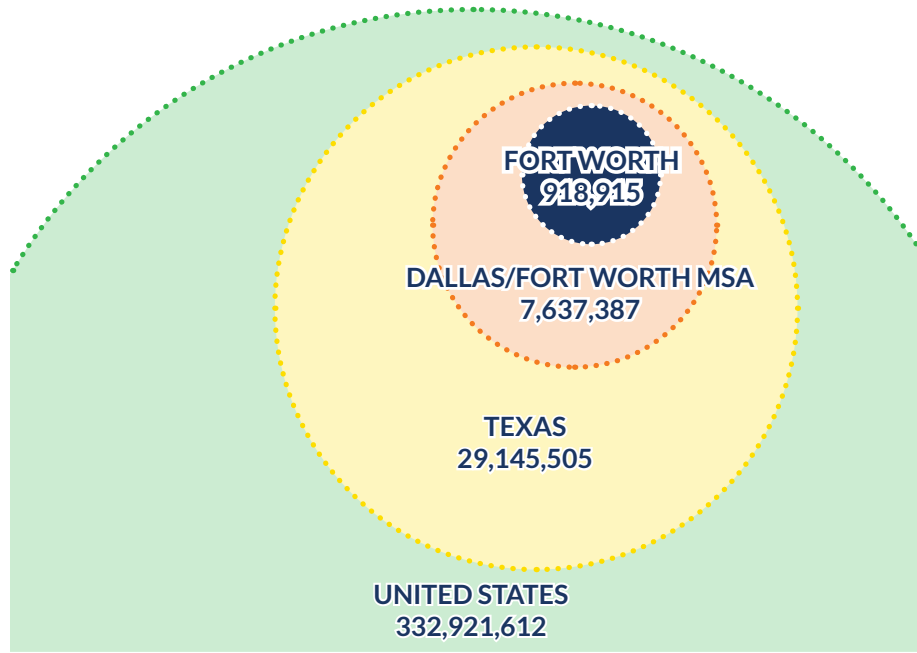 FORT WORTH
918,915
DALLAS/FORT WORTH MSA
7,637,387
TEXAS
29,145,505
UNITED STATES
332,921,612